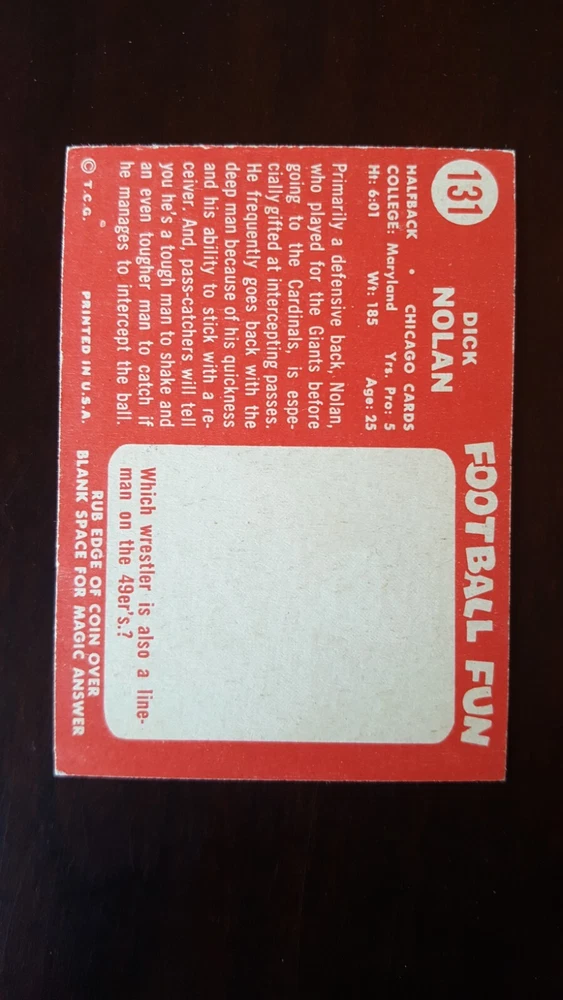 131
DICK
NOLAN
HALFBACK • CHICAGO CARDS
COLLEGE: Maryland Yrs. Pro: 5
Ht: 6:01 Wt: 185 Age: 25
Primarily a defensive back, Nolan,
who played for the Giants before
going to the Cardinals, is espe-
cially gifted at intercepting passes.
He frequently goes back with the
deep man because of his quickness
and his ability to stick with a re-
ceiver. And, pass-catchers will tell
you he's a tough man to shake and
an even tougher man to catch if
he manages to intercept the ball.
© T.C.G. PRINTED IN U.S.A.
FOOTBALL FUN
Which wrestler is also a line-
man on the 49er's.?
RUB EDGE OF COIN OVER
BLANK SPACE FOR MAGIC ANSWER